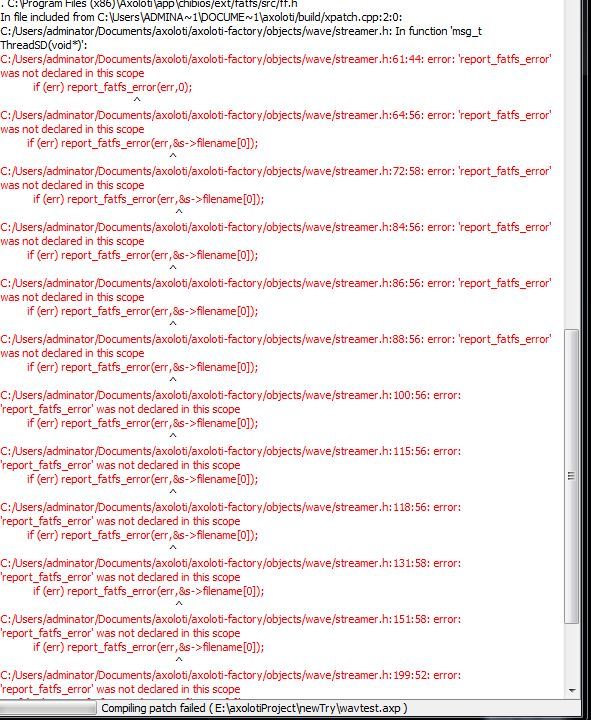 . C:\Program Files (x86)\Axoloti\app\chibios/ext/fatfs/src/ff.h
In file included from C:\Users\ADMINA~1\DOCUME~1\axoloti/build/xpatch.cpp:2:0:
C:/Users/adminator/Documents/axoloti/axoloti-factory/objects/wave/streamer.h: In function 'msg_t
ThreadSD(void*)':
C:/Users/adminator/Documents/axoloti/axoloti-factory/objects/wave/streamer.h:61:44: error: 'report_fatfs_error'
was not declared in this scope
if (err) report_fatfs_error(err,0);
^
C:/Users/adminator/Documents/axoloti/axoloti-factory/objects/wave/streamer.h:64:56: error: 'report_fatfs_error'
was not declared in this scope
if (err) report_fatfs_error(err,&s->filename[0]);
^
C:/Users/adminator/Documents/axoloti/axoloti-factory/objects/wave/streamer.h:72:58: error: 'report_fatfs_error'
was not declared in this scope
if (err) report_fatfs_error(err,&s->filename[0]);
^
C:/Users/adminator/Documents/axoloti/axoloti-factory/objects/wave/streamer.h:84:56: error: 'report_fatfs_error'
was not declared in this scope
if (err) report_fatfs_error(err,&s->filename[0]);
^
C:/Users/adminator/Documents/axoloti/axoloti-factory/objects/wave/streamer.h:86:56: error: 'report_fatfs_error'
was not declared in this scope
if (err) report_fatfs_error(err,&s->filename[0]);
^
C:/Users/adminator/Documents/axoloti/axoloti-factory/objects/wave/streamer.h:88:56: error: 'report_fatfs_error'
was not declared in this scope
if (err) report_fatfs_error(err,&s->filename[0]);
^
C:/Users/adminator/Documents/axoloti/axoloti-factory/objects/wave/streamer.h:100:56: error:
'report_fatfs_error' was not declared in this scope
if (err) report_fatfs_error(err,&s->filename[0]);
^
C:/Users/adminator/Documents/axoloti/axoloti-factory/objects/wave/streamer.h:115:56: error:
'report_fatfs_error' was not declared in this scope
if (err) report_fatfs_error(err,&s->filename[0]);
^
C:/Users/adminator/Documents/axoloti/axoloti-factory/objects/wave/streamer.h:118:56: error:
'report_fatfs_error' was not declared in this scope
if (err) report_fatfs_error(err,&s->filename[0]);
^
C:/Users/adminator/Documents/axoloti/axoloti-factory/objects/wave/streamer.h:131:58: error:
'report_fatfs_error' was not declared in this scope
if (err) report_fatfs_error(err,&s->filename[0]);
^
C:/Users/adminator/Documents/axoloti/axoloti-factory/objects/wave/streamer.h:151:58: error:
'report_fatfs_error' was not declared in this scope
if (err) report_fatfs_error(err,&s->filename[0]);
^
C:/Users/adminator/Documents/axoloti/axoloti-factory/objects/wave/streamer.h:199:52: error:
'report_fatfs_error' was not declared in this scope
Compiling patch failed ( E:\axolotiProject\newTry\wavtest.axp )